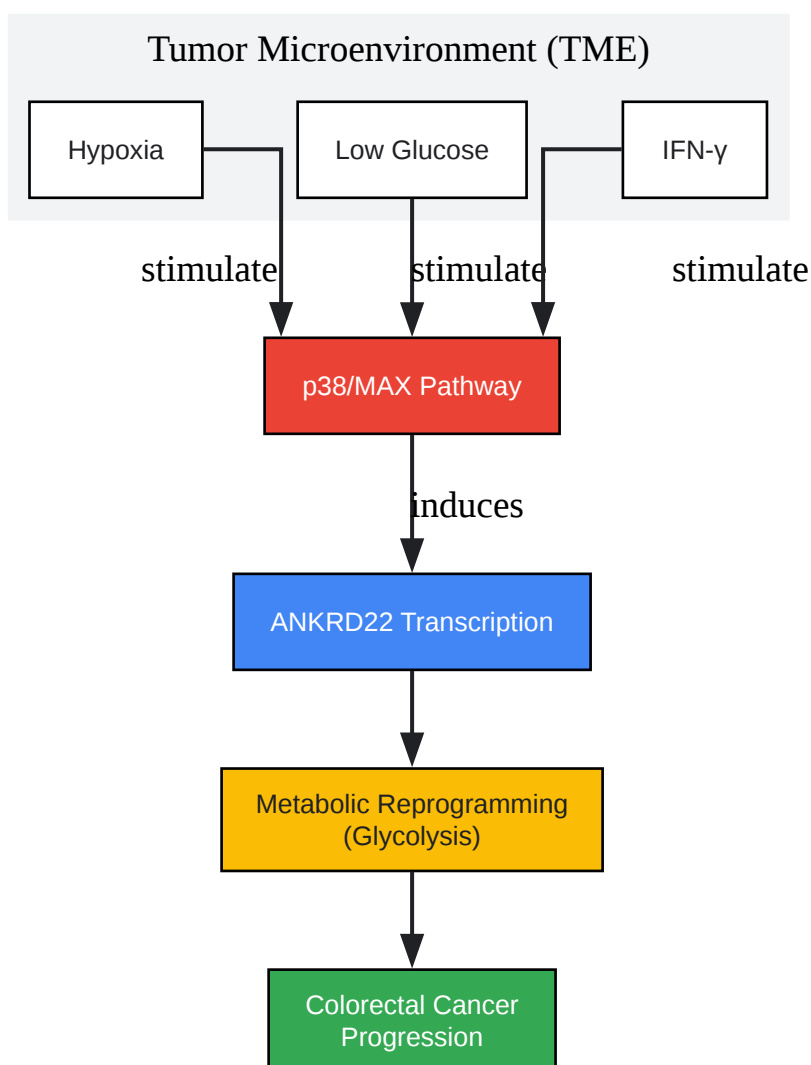 Tumor Microenvironment (TME)
Hypoxia
Low Glucose
IFN-γ
stimulate
stimulate
stimulate
p38/MAX Pathway
induces
ANKRD22 Transcription
Metabolic Reprogramming
(Glycolysis)
Colorectal Cancer
Progression